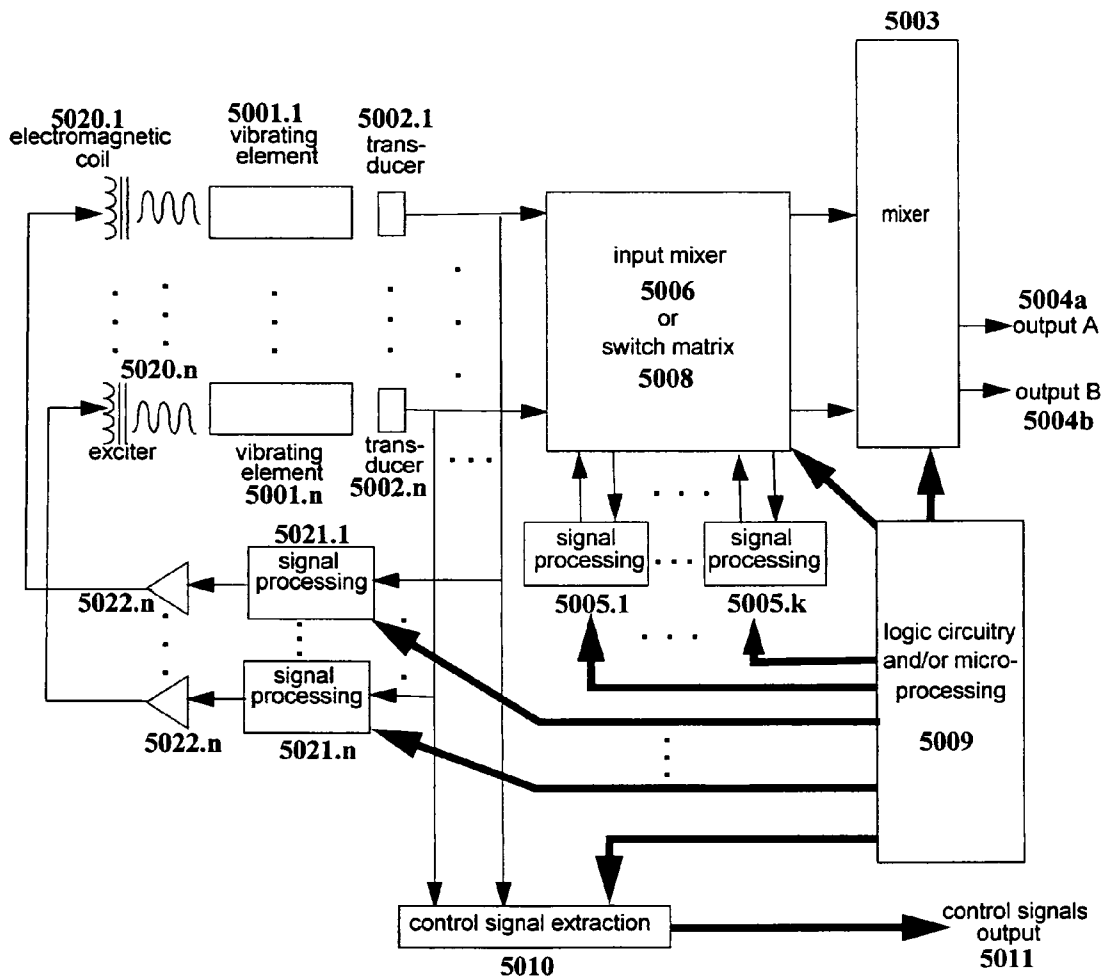 5003
5020.1
electromagnetic
coil
5001.1
vibrating
element
5002.1
trans-
ducer
input mixer
5006
or
switch matrix
5008
mixer
5004a
output A
output B
5004b
5020.n
exciter
vibrating
element
5001.n
trans-
ducer
5002.n
5021.1
signal
processing
5022.n
signal
processing
5022.n
5021.n
signal
processing
5005.1
signal
processing
5005.k
logic circuitry
and/or micro-
processing
5009
control signal extraction
5010
control signals
output
5011